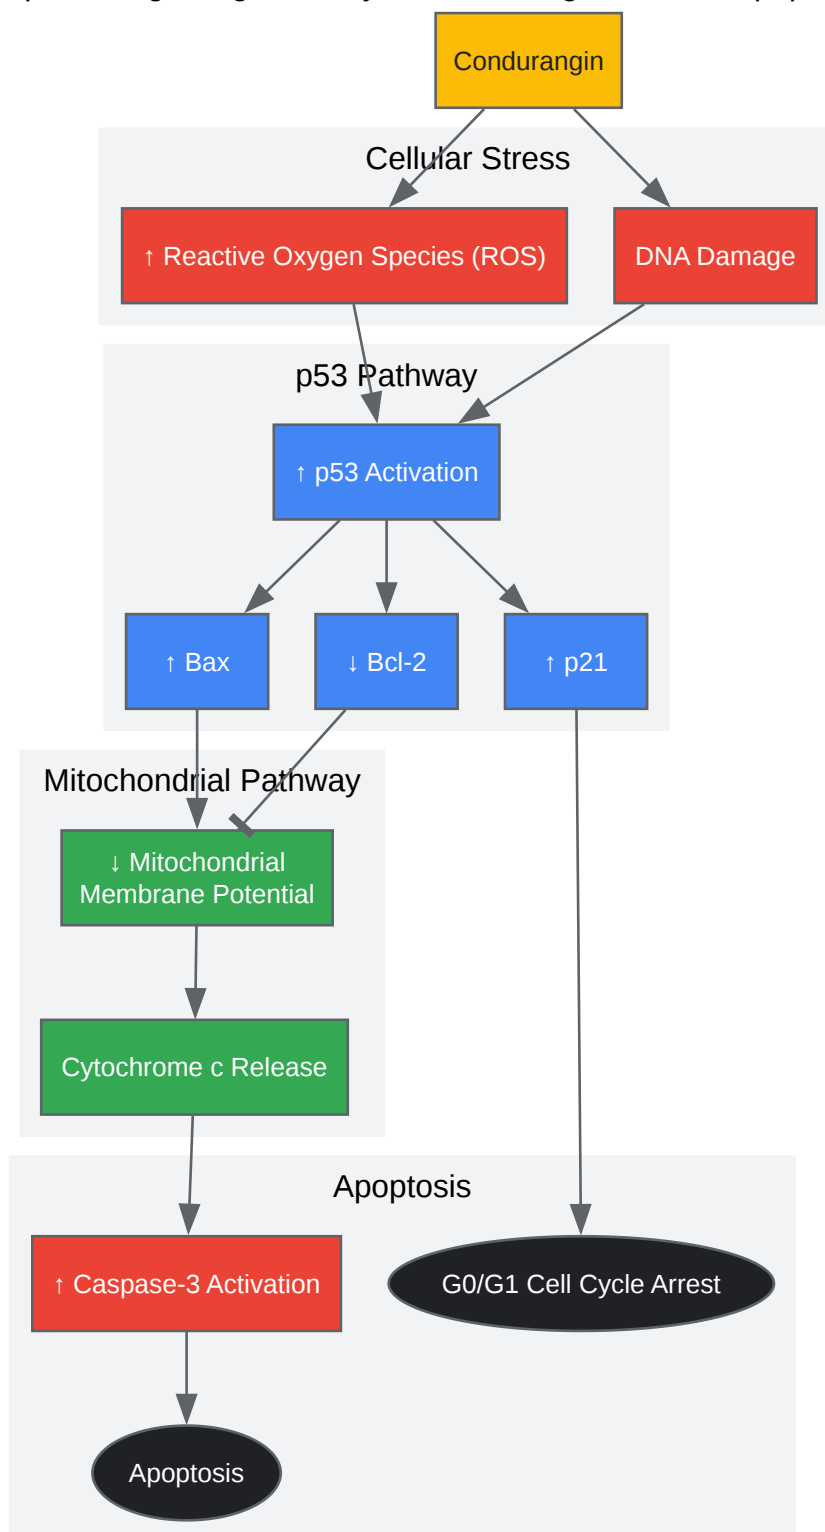 Condurangin
Cellular Stress
↑ Reactive Oxygen Species (ROS)
DNA Damage
p53 Pathway
↑ p53 Activation
↑ Bax
↓ Bcl-2
↑ p21
Mitochondrial Pathway
↓ Mitochondrial
Membrane Potential
Cytochrome c Release
Apoptosis
↑ Caspase-3 Activation
G0/G1 Cell Cycle Arrest
Apoptosis